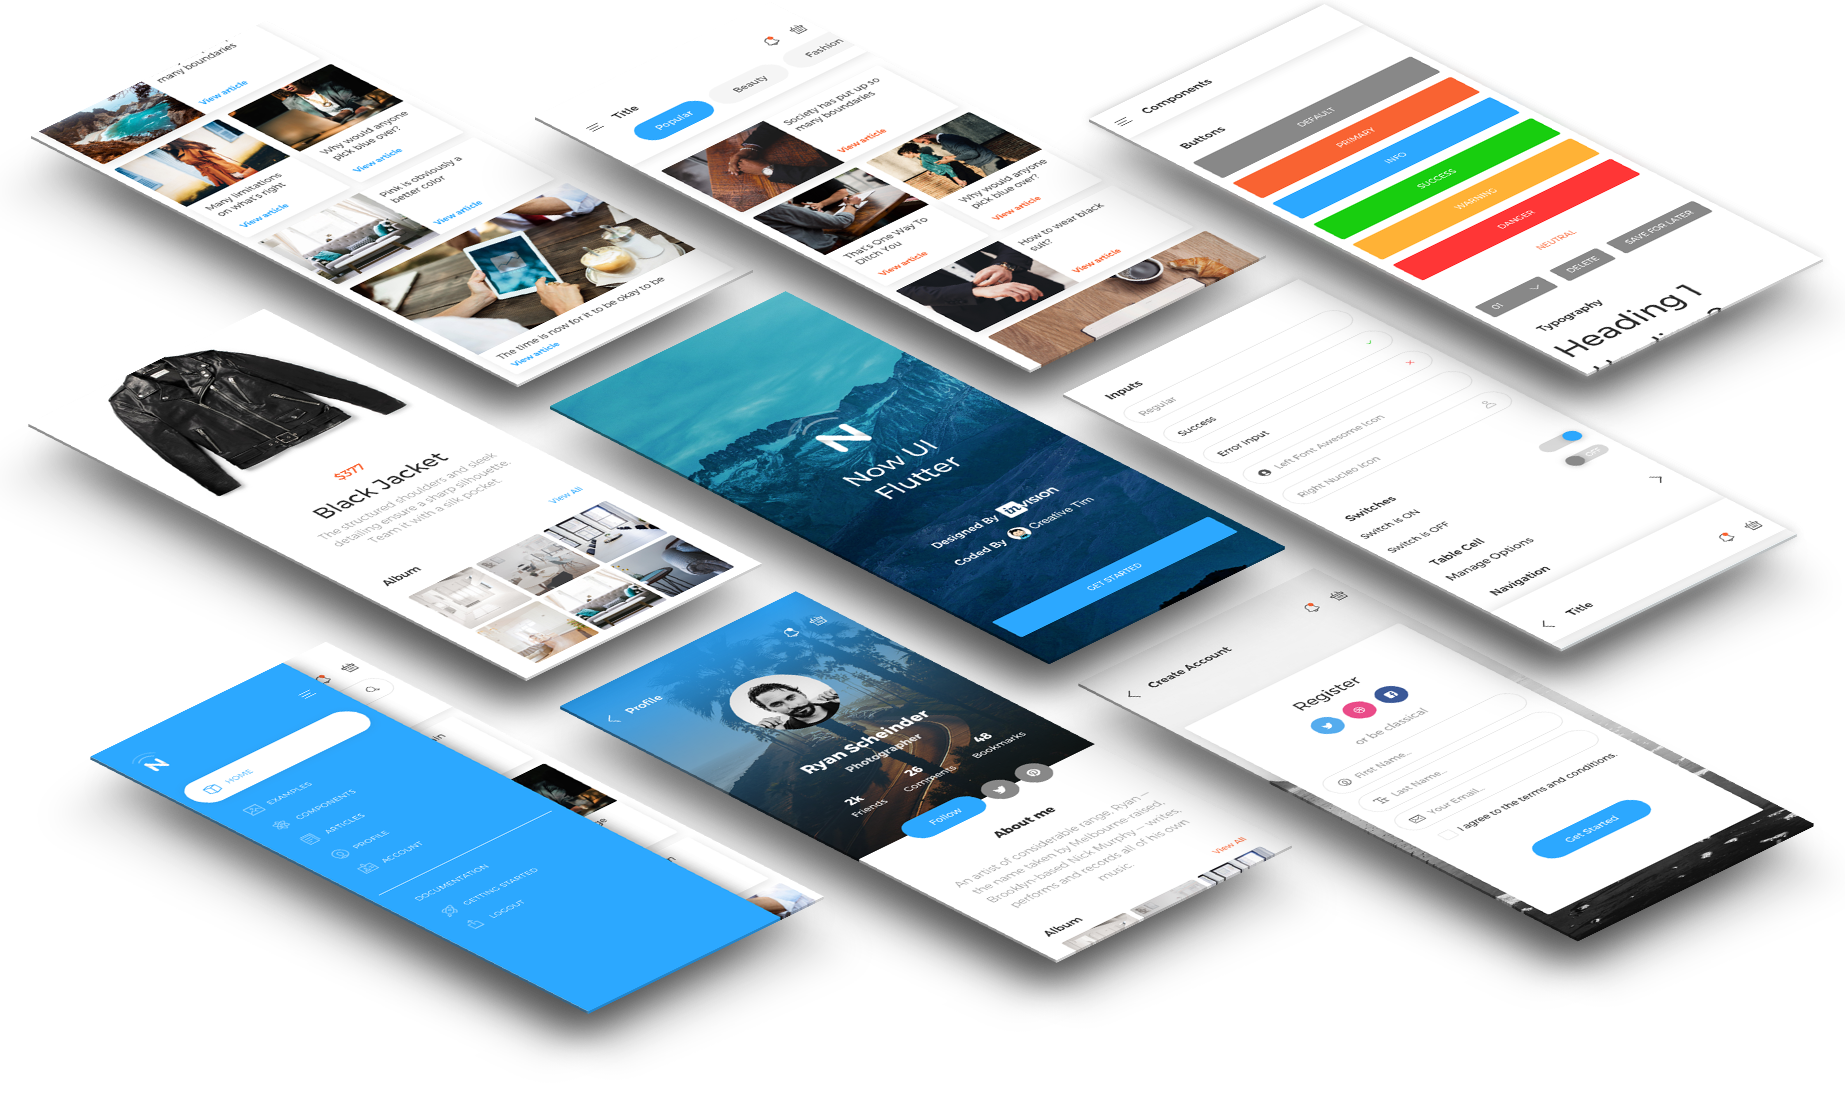 many boundaries
View article
Why would anyone
pick blue over?
View article
Many limitations
on what's right
View article
Pink is obviously a
better color
View article
The time is now for it to be okay to be
View article
Title
Popular
Beauty
Fashion
Society has put up so
many boundaries
View article
Why would anyone
pick blue over?
View article
That's One Way To
Ditch You
View article
How to wear black
suit?
View article
Components
Buttons
DEFAULT
PRIMARY
INFO
SUCCESS
WARNING
DANGER
NEUTRAL
01
DELETE
SAVE FOR LATER
Typography
Heading 1
$377
Black Jacket
The structured shoulders and sleek
detailing ensure a sharp silhouette.
Team it with a silk pocket.
View All
Album
N
Now UI
Flutter
Designed By inVISION
Coded By Creative Tim
GET STARTED
Inputs
Regular
Success
Error Input
Left Font Awesome Icon
Right Nucleo Icon
Switches
Switch is ON
Switch is OFF
OFF
Table Cell
Manage Options
Navigation
Title
N
HOME
EXAMPLES
COMPONENTS
ARTICLES
PROFILE
ACCOUNT
DOCUMENTATION
GETTING STARTED
LOGOUT
Profile
Ryan Scheinder
Photographer
2k
Friends
26
Comments
48
Bookmarks
Follow
About me
An artist of considerable range, Ryan —
the name taken by Melbourne-raised,
Brooklyn-based Nick Murphy — writes,
performs and records all of his own
music.
View All
Album
Create Account
Register
or be classical
First Name...
Last Name...
Your Email...
I agree to the terms and conditions.
Get Started